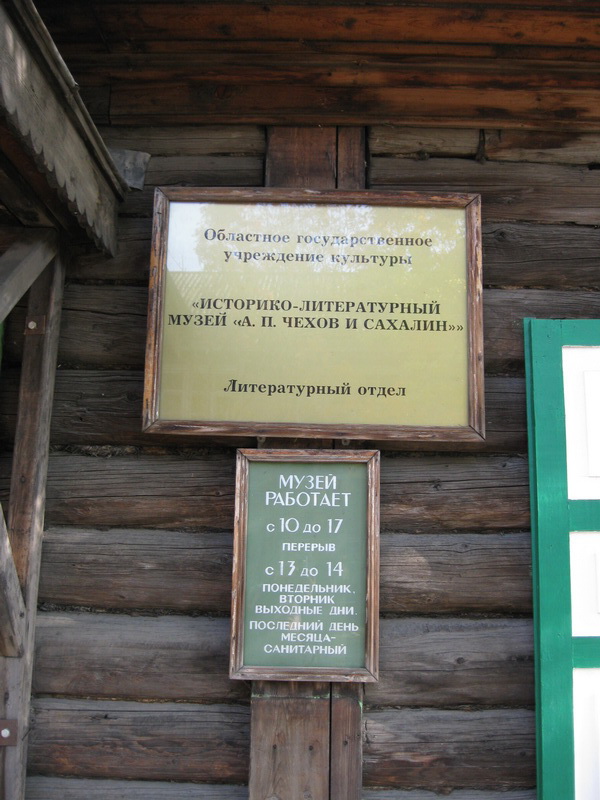 Областное государственное
учреждение культуры
«ИСТОРИКО-ЛИТЕРАТУРНЫЙ
МУЗЕЙ «А. П. ЧЕХОВ И САХАЛИН»»
Литературный отдел
МУЗЕЙ
РАБОТАЕТ
с 10 до 17
ПЕРЕРЫВ
с 13 до 14
ПОНЕДЕЛЬНИК,
ВТОРНИК
ВЫХОДНЫЕ ДНИ.
ПОСЛЕДНИЙ ДЕНЬ
МЕСЯЦА-
САНИТАРНЫЙ